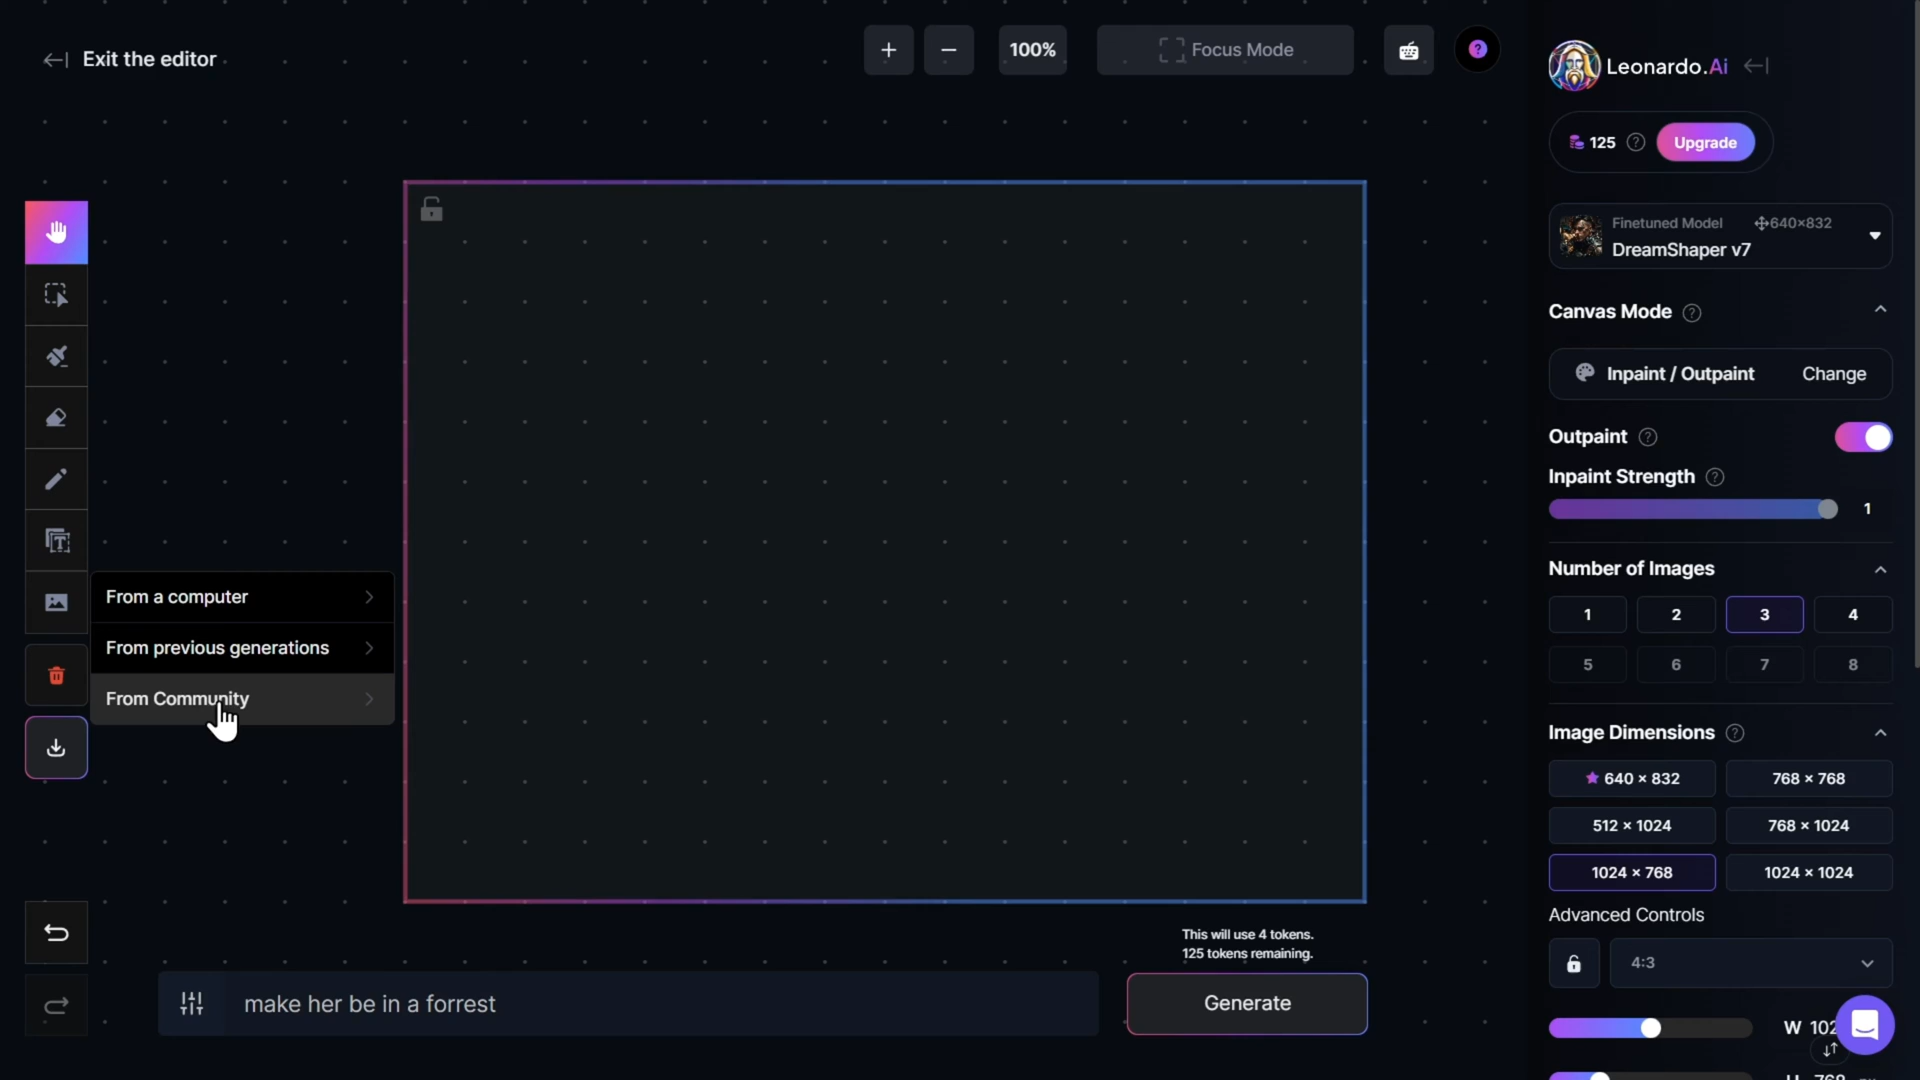 Exit the editor
100%
Focus Mode
Leonardo.Ai
125
Upgrade
Finetuned Model
640×832
DreamShaper v7
Canvas Mode
Inpaint / Outpaint
Change
Outpaint
Inpaint Strength
1
Number of Images
1 2 3 4
5 6 7 8
Image Dimensions
640 × 832
768 × 768
512 × 1024
768 × 1024
1024 × 768
1024 × 1024
Advanced Controls
4:3
W 102
From a computer
From previous generations
From Community
This will use 4 tokens.
125 tokens remaining.
make her be in a forrest
Generate